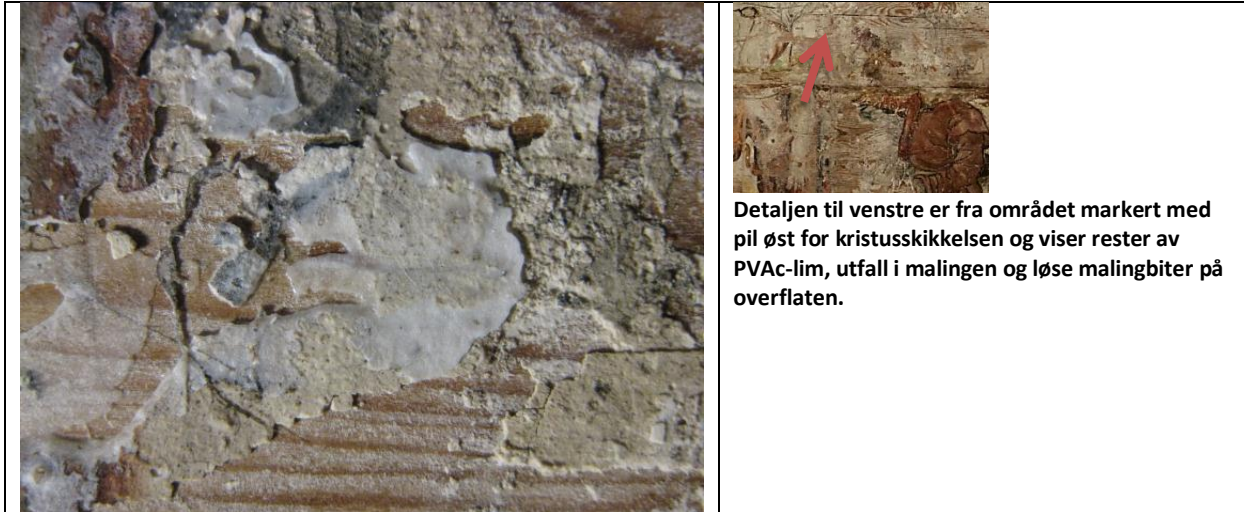 Detaljen til venstre er fra området markert med
pil øst for kristusskikkelsen og viser rester av
PVAc-lim, utfall i malingen og løse malingbiter på
overflaten.